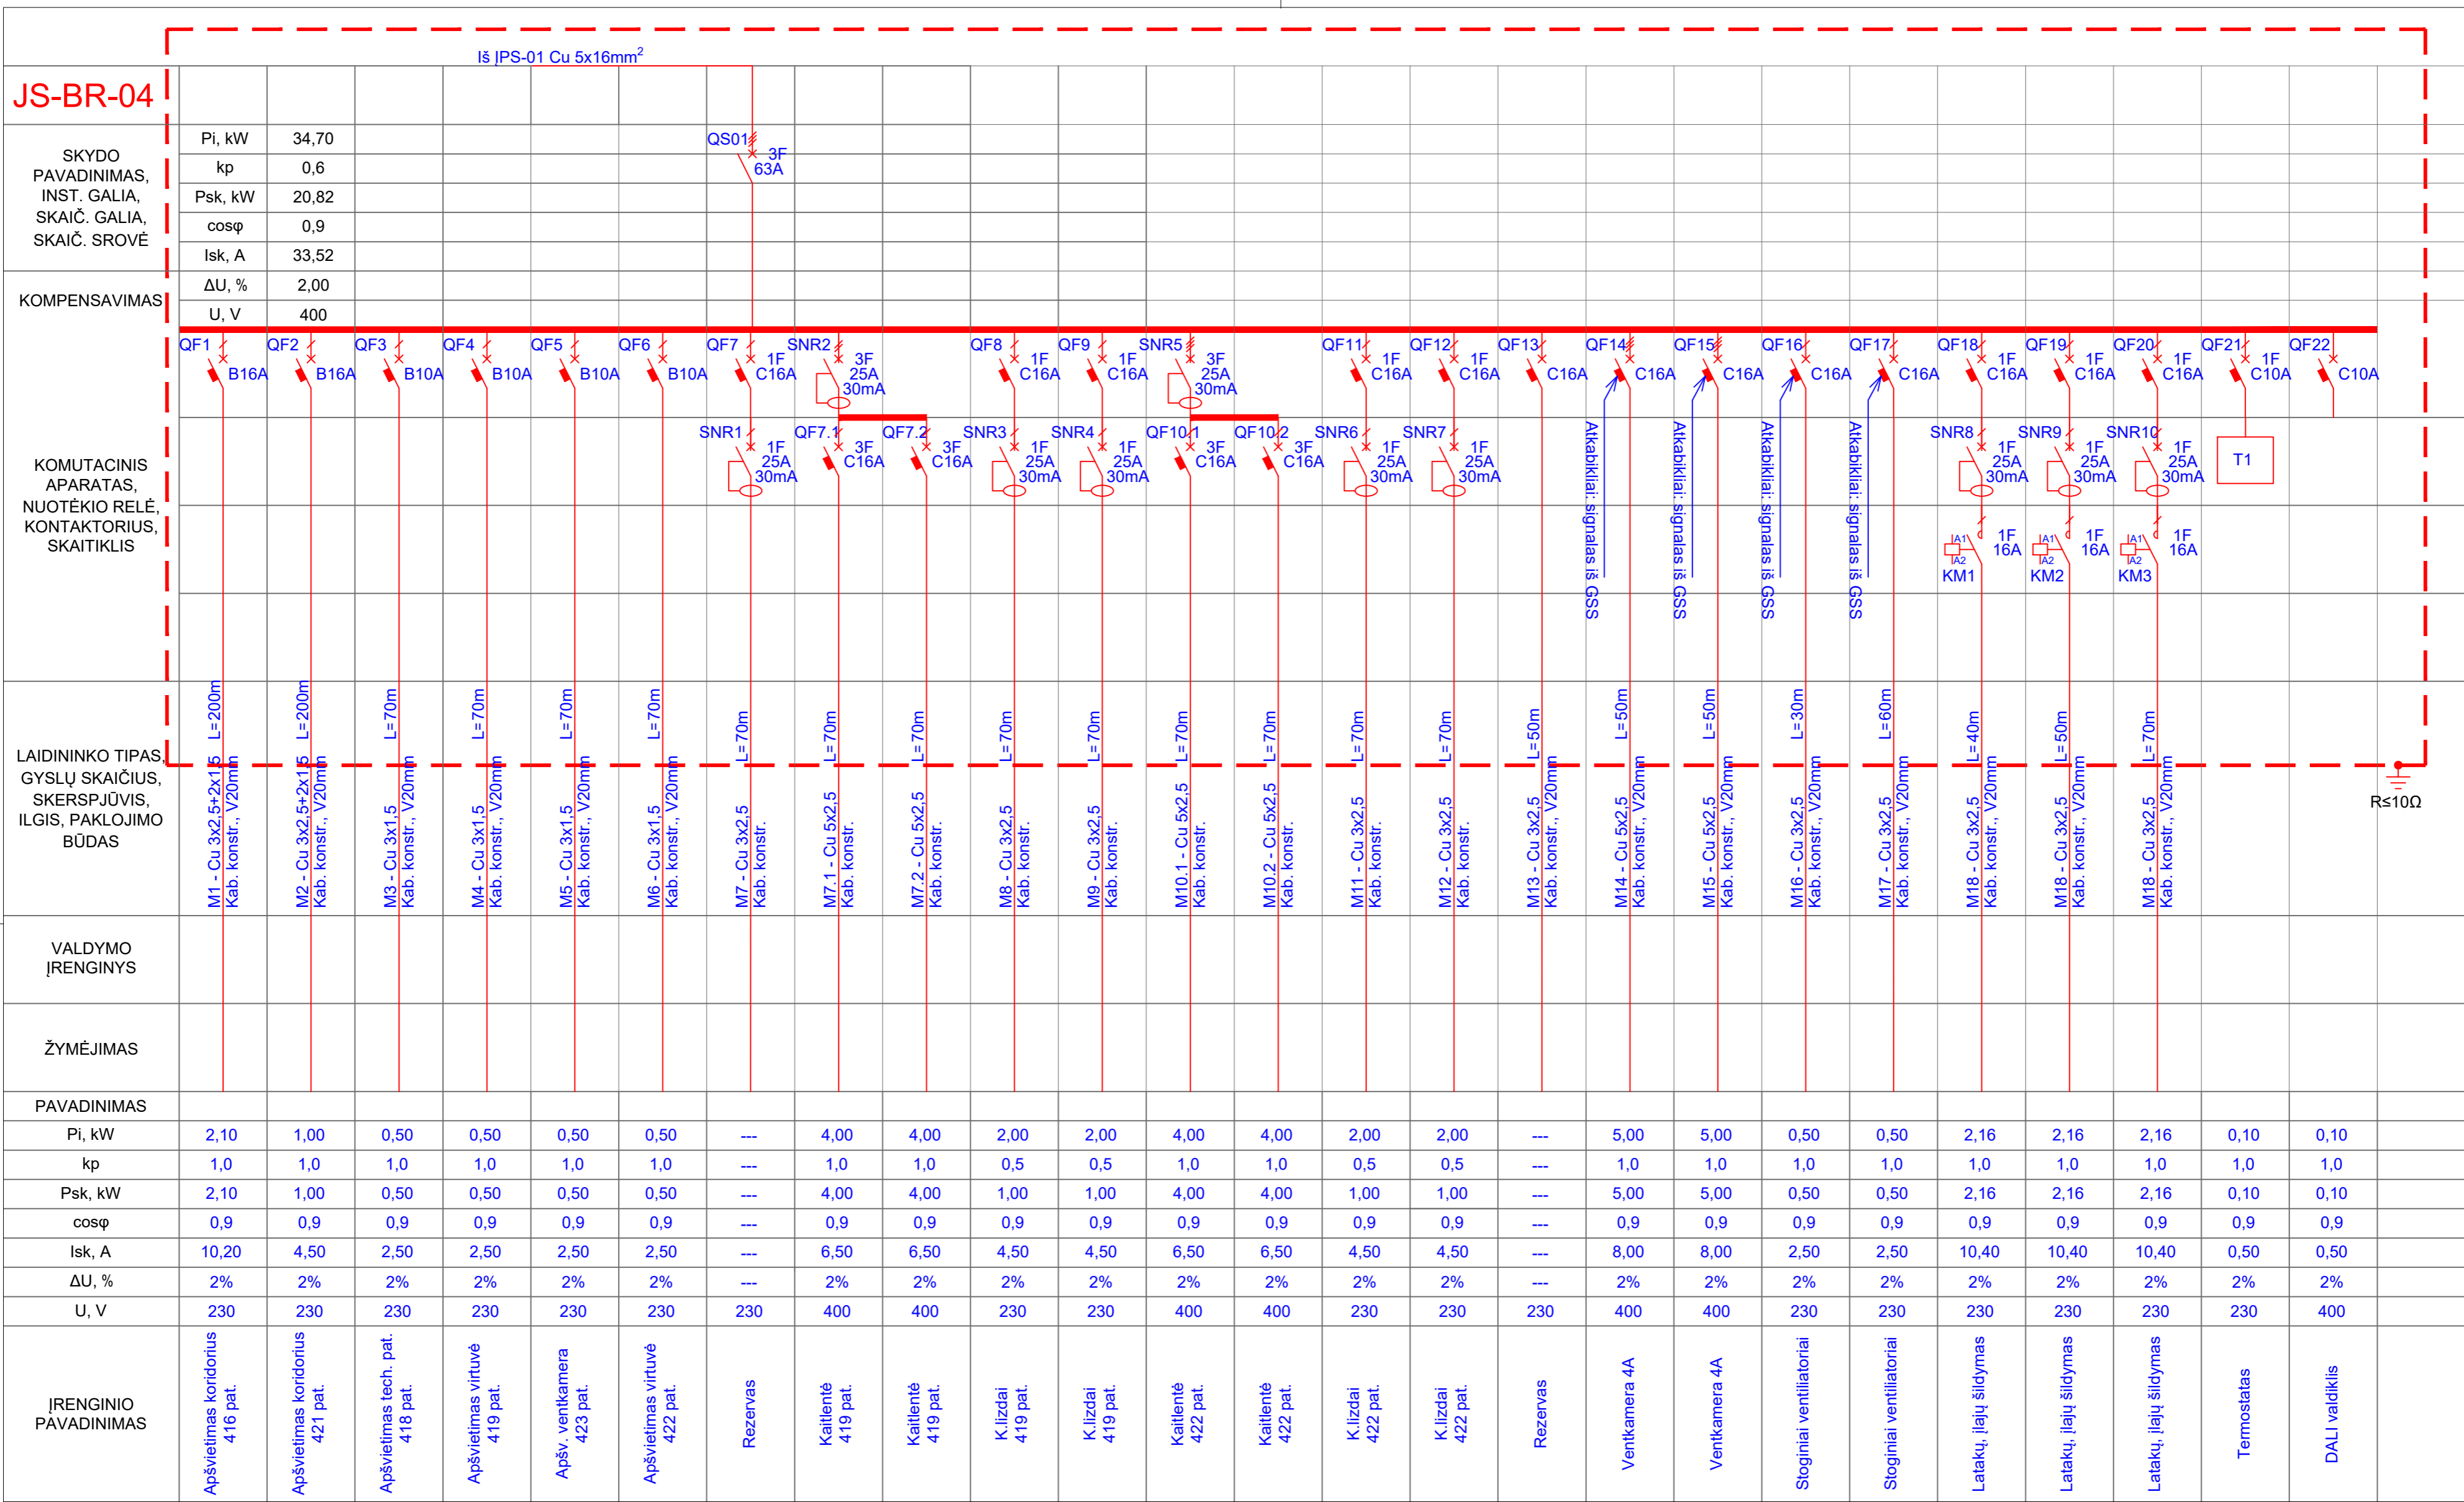 Iš ĮPS-01 Cu 5x16mm²
JS-BR-04
SKYDO
PAVADINIMAS,
INST. GALIA,
SKAIČ. GALIA,
SKAIČ. SROVĖ
Pi, kW 34,70
kp 0,6
Psk, kW 20,82
cosφ 0,9
Isk, A 33,52
QS01
3F
63A
KOMPENSAVIMAS
ΔU, % 2,00
U, V 400
QF1 B16A
QF2 B16A
QF3 B10A
QF4 B10A
QF5 B10A
QF6 B10A
QF7 1F C16A
SNR2 3F 25A 30mA
QF8 1F C16A
QF9 1F C16A
SNR5 3F 25A 30mA
QF11 1F C16A
QF12 1F C16A
QF13 C16A
QF14 C16A
QF15 C16A
QF16 C16A
QF17 C16A
QF18 1F C16A
QF19 1F C16A
QF20 1F C16A
QF21 1F C10A
QF22 C10A
KOMUTACINIS
APARATAS,
NUOTĖKIO RELĖ,
KONTAKTORIUS,
SKAITIKLIS
SNR1 1F 25A 30mA
QF7.1 3F C16A
QF7.2 3F C16A
SNR3 1F 25A 30mA
SNR4 1F 25A 30mA
QF10.1 3F C16A
QF10.2 3F C16A
SNR6 1F 25A 30mA
SNR7 1F 25A 30mA
Atkabikliai: signalas iš GSS
Atkabikliai: signalas iš GSS
Atkabikliai: signalas iš GSS
Atkabikliai: signalas iš GSS
SNR8 1F 25A 30mA
SNR9 1F 25A 30mA
SNR10 1F 25A 30mA
T1
A1 A2 KM1 1F 16A
A1 A2 KM2 1F 16A
A1 A2 KM3 1F 16A
LAIDININKO TIPAS,
GYSLŲ SKAIČIUS,
SKERSPJŪVIS,
ILGIS, PAKLOJIMO
BŪDAS
M1 - Cu 3x2,5+2x1,5 L=200m
Kab. konstr., V20mm
M2 - Cu 3x2,5+2x1,5 L=200m
Kab. konstr., V20mm
M3 - Cu 3x1,5 L=70m
Kab. konstr., V20mm
M4 - Cu 3x1,5 L=70m
Kab. konstr., V20mm
M5 - Cu 3x1,5 L=70m
Kab. konstr., V20mm
M6 - Cu 3x1,5 L=70m
Kab. konstr., V20mm
M7 - Cu 3x2,5 L=70m
Kab. konstr.
M7.1 - Cu 5x2,5 L=70m
Kab. konstr.
M7.2 - Cu 5x2,5 L=70m
Kab. konstr.
M8 - Cu 3x2,5 L=70m
Kab. konstr.
M9 - Cu 3x2,5 L=70m
Kab. konstr.
M10.1 - Cu 5x2,5 L=70m
Kab. konstr.
M10.2 - Cu 5x2,5 L=70m
Kab. konstr.
M11 - Cu 3x2,5 L=70m
Kab. konstr.
M12 - Cu 3x2,5 L=70m
Kab. konstr.
M13 - Cu 3x2,5 L=50m
Kab. konstr., V20mm
M14 - Cu 5x2,5 L=50m
Kab. konstr., V20mm
M15 - Cu 5x2,5 L=50m
Kab. konstr., V20mm
M16 - Cu 3x2,5 L=30m
Kab. konstr., V20mm
M17 - Cu 3x2,5 L=60m
Kab. konstr., V20mm
M18 - Cu 3x2,5 L=40m
Kab. konstr., V20mm
M18 - Cu 3x2,5 L=50m
Kab. konstr., V20mm
M18 - Cu 3x2,5 L=70m
Kab. konstr., V20mm
R≤10Ω
VALDYMO
ĮRENGINYS
ŽYMĖJIMAS
PAVADINIMAS
Pi, kW 2,10 1,00 0,50 0,50 0,50 0,50 --- 4,00 4,00 2,00 2,00 4,00 4,00 2,00 2,00 --- 5,00 5,00 0,50 0,50 2,16 2,16 2,16 0,10 0,10
kp 1,0 1,0 1,0 1,0 1,0 1,0 --- 1,0 1,0 0,5 0,5 1,0 1,0 0,5 0,5 --- 1,0 1,0 1,0 1,0 1,0 1,0 1,0 1,0 1,0
Psk, kW 2,10 1,00 0,50 0,50 0,50 0,50 --- 4,00 4,00 1,00 1,00 4,00 4,00 1,00 1,00 --- 5,00 5,00 0,50 0,50 2,16 2,16 2,16 0,10 0,10
cosφ 0,9 0,9 0,9 0,9 0,9 0,9 --- 0,9 0,9 0,9 0,9 0,9 0,9 0,9 0,9 --- 0,9 0,9 0,9 0,9 0,9 0,9 0,9 0,9 0,9
Isk, A 10,20 4,50 2,50 2,50 2,50 2,50 --- 6,50 6,50 4,50 4,50 6,50 6,50 4,50 4,50 --- 8,00 8,00 2,50 2,50 10,40 10,40 10,40 0,50 0,50
ΔU, % 2% 2% 2% 2% 2% 2% --- 2% 2% 2% 2% 2% 2% 2% 2% --- 2% 2% 2% 2% 2% 2% 2% 2% 2%
U, V 230 230 230 230 230 230 230 400 400 230 230 400 400 230 230 230 400 400 230 230 230 230 230 230 400
ĮRENGINIO
PAVADINIMAS
Apšvietimas koridorius
416 pat.
Apšvietimas koridorius
421 pat.
Apšvietimas tech. pat.
418 pat.
Apšvietimas virtuvė
419 pat.
Apšv. ventkamera
423 pat.
Apšvietimas virtuvė
422 pat.
Rezervas
Kaitlentė
419 pat.
Kaitlentė
419 pat.
K.lizdai
419 pat.
K.lizdai
419 pat.
Kaitlentė
422 pat.
Kaitlentė
422 pat.
K.lizdai
422 pat.
K.lizdai
422 pat.
Rezervas
Ventkamera 4A
Ventkamera 4A
Stoginiai ventiliatoriai
Stoginiai ventiliatoriai
Latakų, įlajų šildymas
Latakų, įlajų šildymas
Latakų, įlajų šildymas
Termostatas
DALI valdiklis